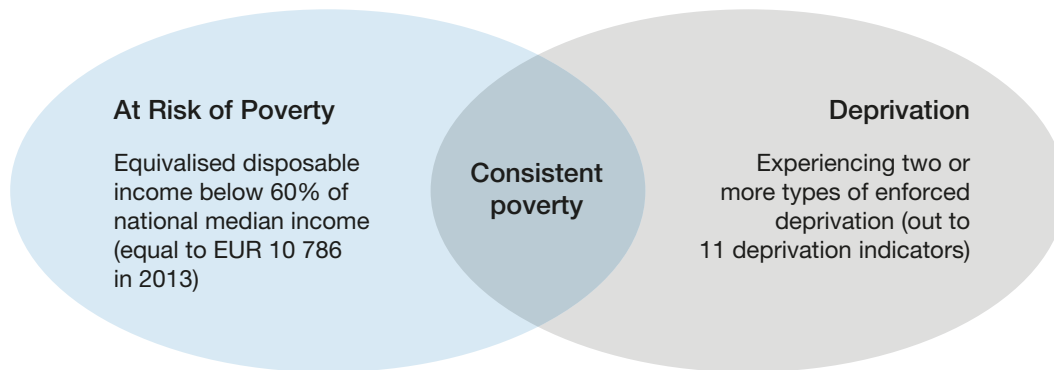 At Risk of Poverty
Equivalised disposable
income below 60% of
national median income
(equal to EUR 10 786
in 2013)
Consistent
poverty
Deprivation
Experiencing two or
more types of enforced
deprivation (out to
11 deprivation indicators)